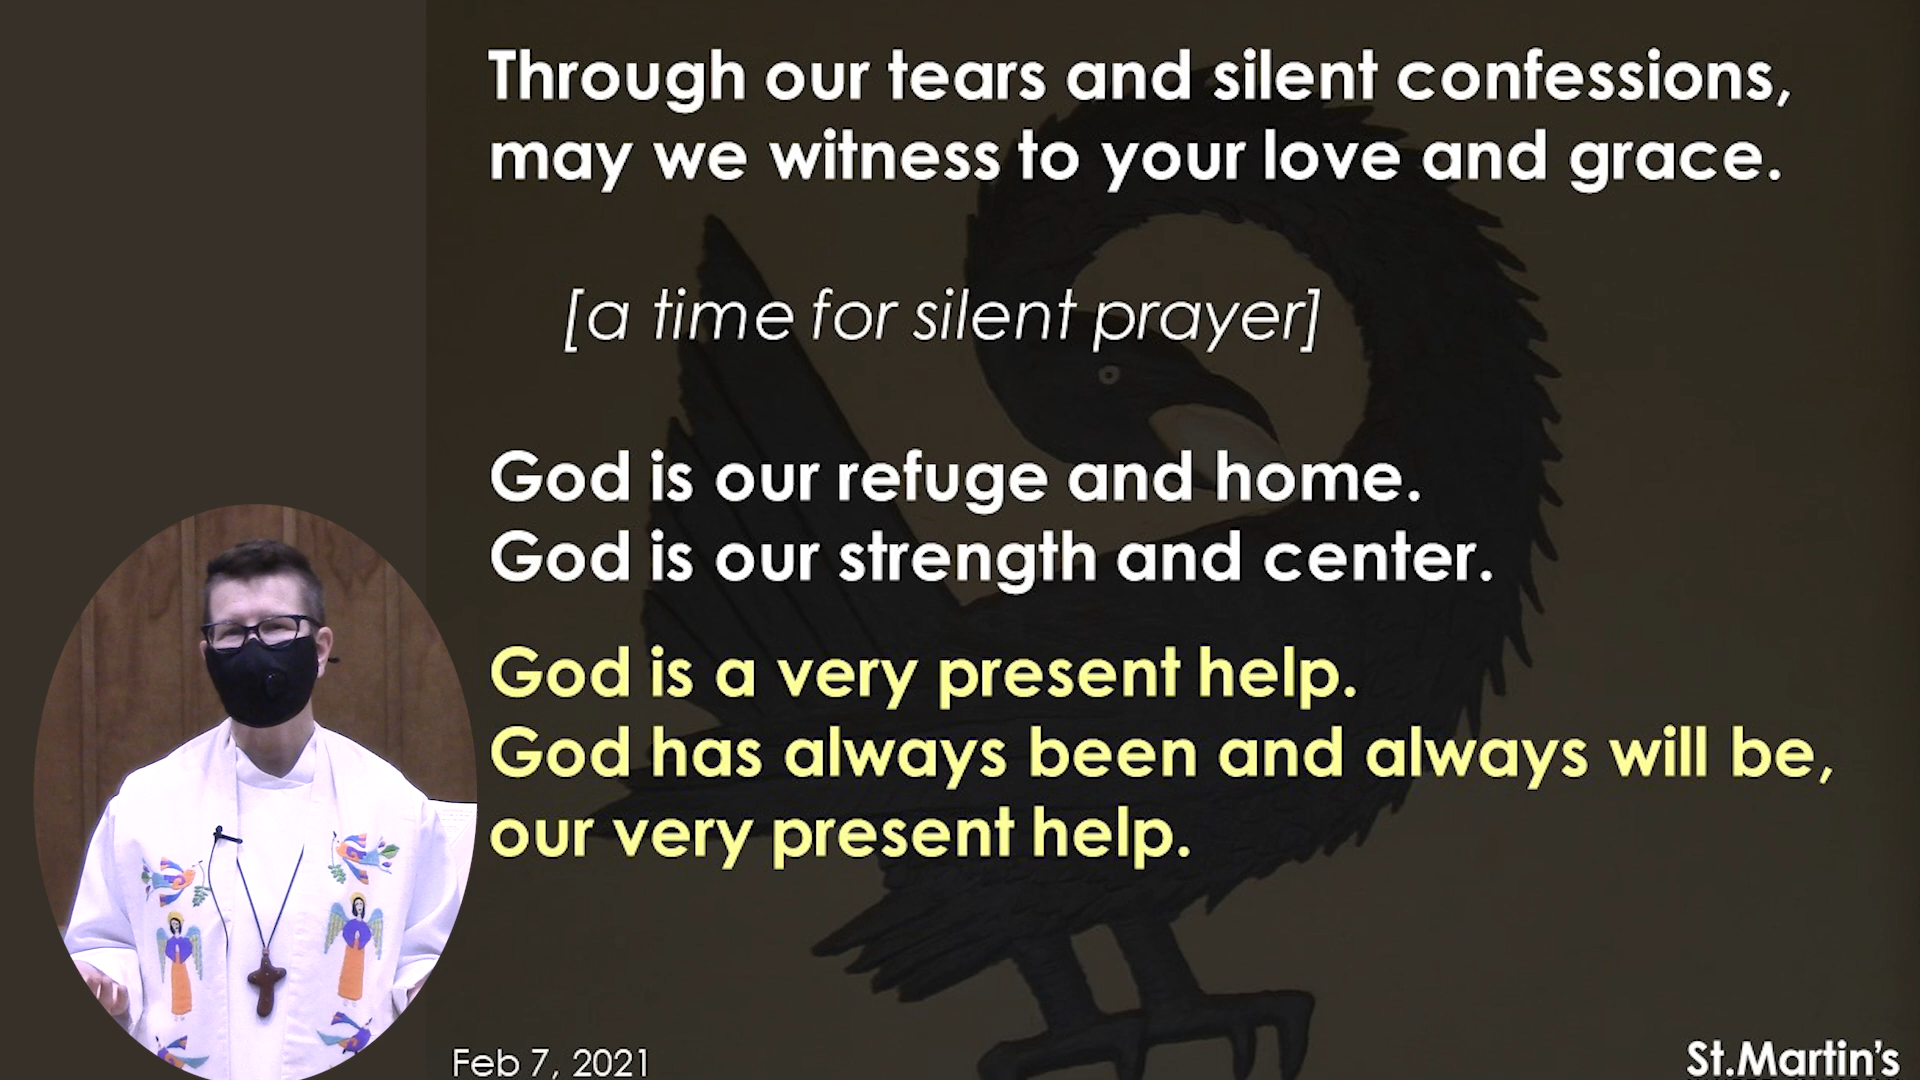 Through our tears and silent confessions,
may we witness to your love and grace.
[a time for silent prayer]
God is our refuge and home.
God is our strength and center.
God is a very present help.
God has always been and always will be,
our very present help.
Feb 7, 2021
St.Martin's